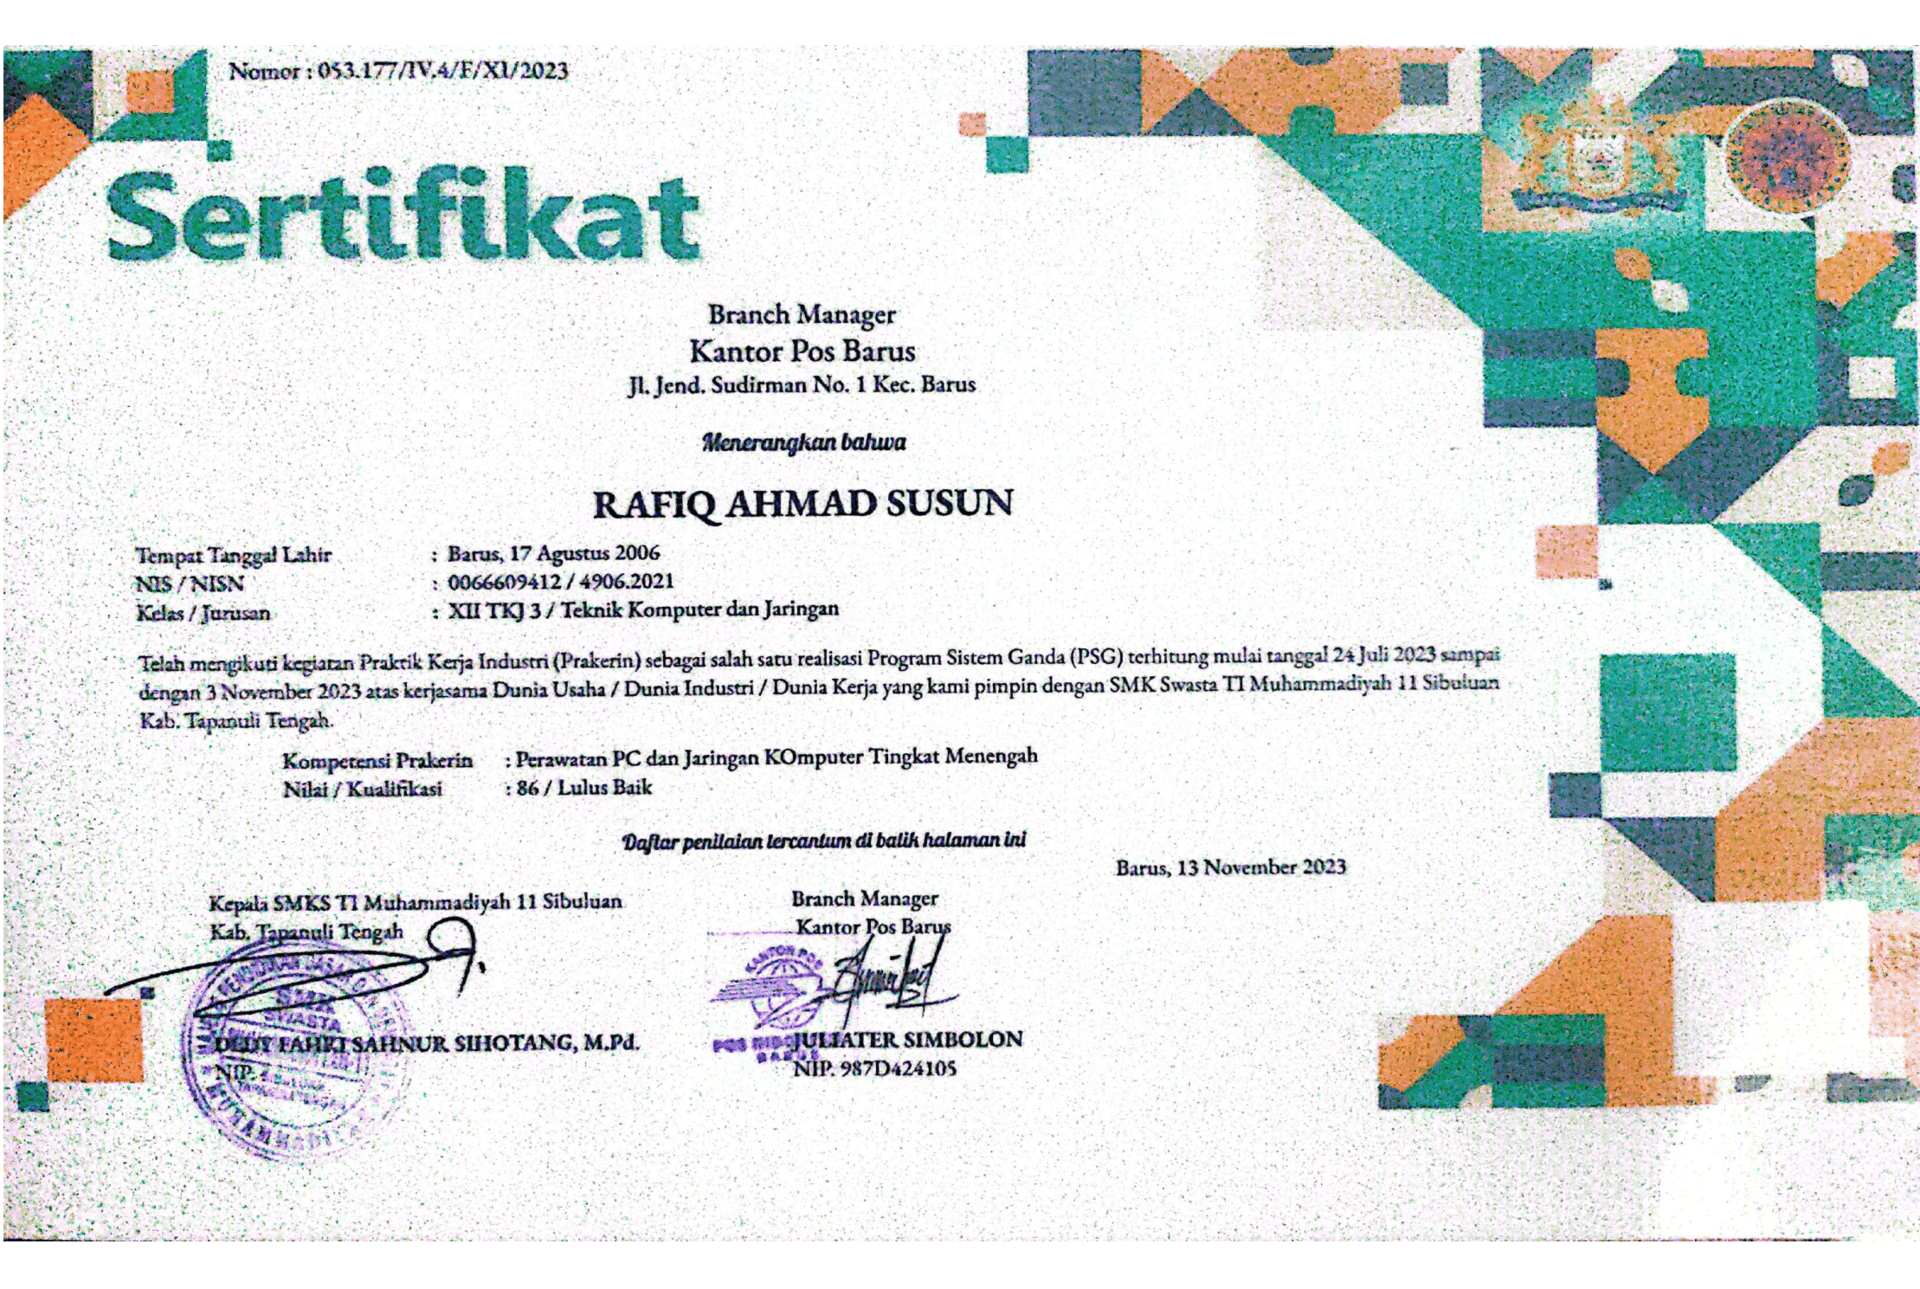 Nomor : 053.177/IV.4/F/XI/2023
Sertifikat
Branch Manager
Kantor Pos Barus
Jl. Jend. Sudirman No. 1 Kec. Barus
Menerangkan bahwa
RAFIQ AHMAD SUSUN
Tempat Tanggal Lahir : Barus, 17 Agustus 2006
NIS / NISN : 0066609412 / 4906.2021
Kelas / Jurusan : XII TKJ 3 / Teknik Komputer dan Jaringan
Telah mengikuti kegiatan Praktik Kerja Industri (Prakerin) sebagai salah satu realisasi Program Sistem Ganda (PSG) terhitung mulai tanggal 24 Juli 2023 sampai
dengan 3 November 2023 atas kerjasama Dunia Usaha / Dunia Industri / Dunia Kerja yang kami pimpin dengan SMK Swasta TI Muhammadiyah 11 Sibuluan
Kab. Tapanuli Tengah.
Kompetensi Prakerin : Perawatan PC dan Jaringan KOmputer Tingkat Menengah
Nilai / Kualifikasi : 86 / Lulus Baik
Daftar penilaian tercantum di balik halaman ini
Barus, 13 November 2023
Kepala SMKS TI Muhammadiyah 11 Sibuluan
Kab. Tapanuli Tengah
Branch Manager
Kantor Pos Barus
SMK
SWASTA
KANTOR POS
BARUS
SAHNUR SIHOTANG, M.Pd.
NIP.
JULIATER SIMBOLON
NIP. 987D424105